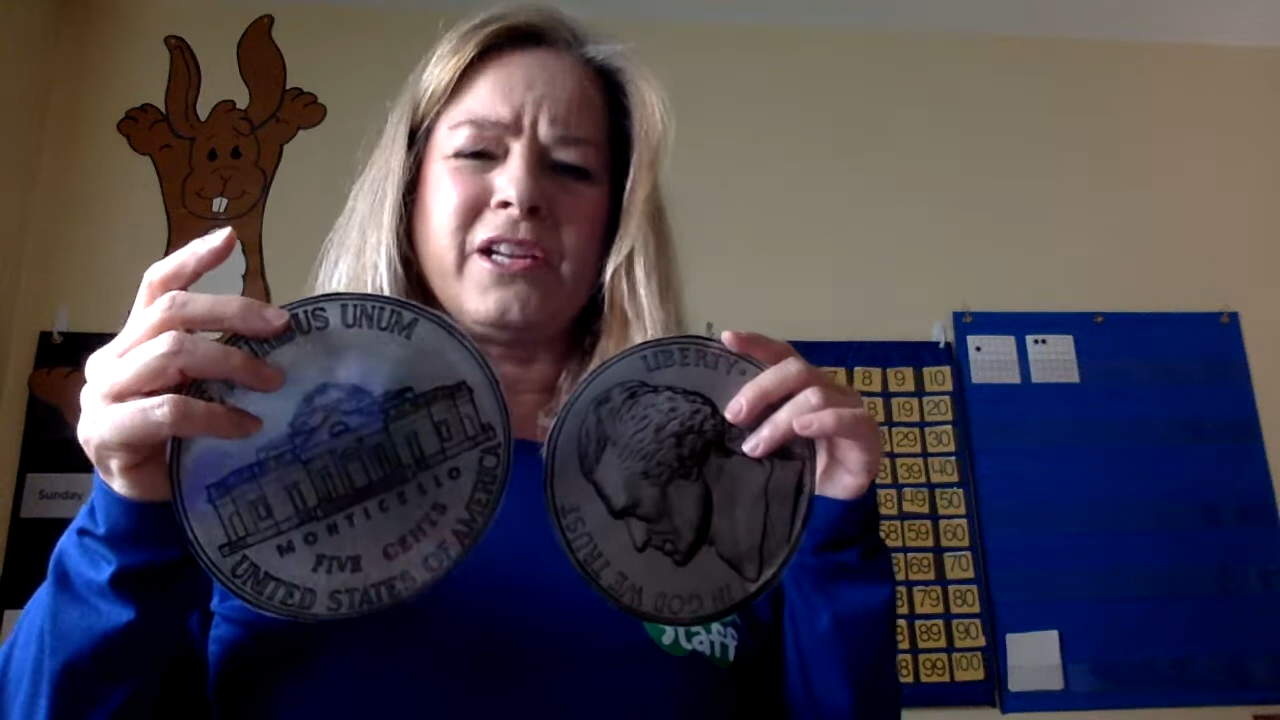 US UNUM
MONTICELLO
FIVE CENTS
UNITED STATES OF AMERICA
LIBERTY
IN GOD WE TRUST
Staff
Sunday
7 8 9 10
19 20
29 30
39 40
49 50
59 60
69 70
79 80
89 90
99 100